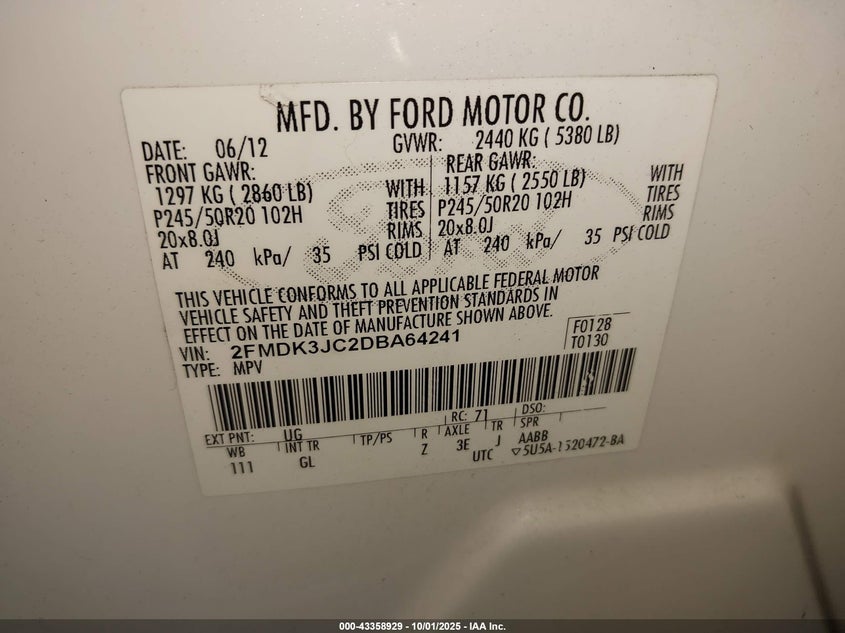 MFD. BY FORD MOTOR CO.
DATE: 06/12 GVWR: 2440 KG ( 5380 LB)
FRONT GAWR: REAR GAWR:
1297 KG ( 2860 LB) WITH 1157 KG ( 2550 LB) WITH
P245/50R20 102H TIRES P245/50R20 102H TIRES
20x8.0J RIMS 20x8.0J RIMS
AT 240 kPa/ 35 PSI COLD AT 240 kPa/ 35 PSI COLD
THIS VEHICLE CONFORMS TO ALL APPLICABLE FEDERAL MOTOR
VEHICLE SAFETY AND THEFT PREVENTION STANDARDS IN
EFFECT ON THE DATE OF MANUFACTURE SHOWN ABOVE.
VIN: 2FMDK3JC2DBA64241 F0128
TYPE: MPV T0130
EXT PNT: UG RC: 71 DSO:
WB INT TR TP/PS R AXLE TR SPR
111 GL Z 3E J AABB
UTC ▽5U5A-1520472-BA
000-43358929 - 10/01/2025 - IAA Inc.